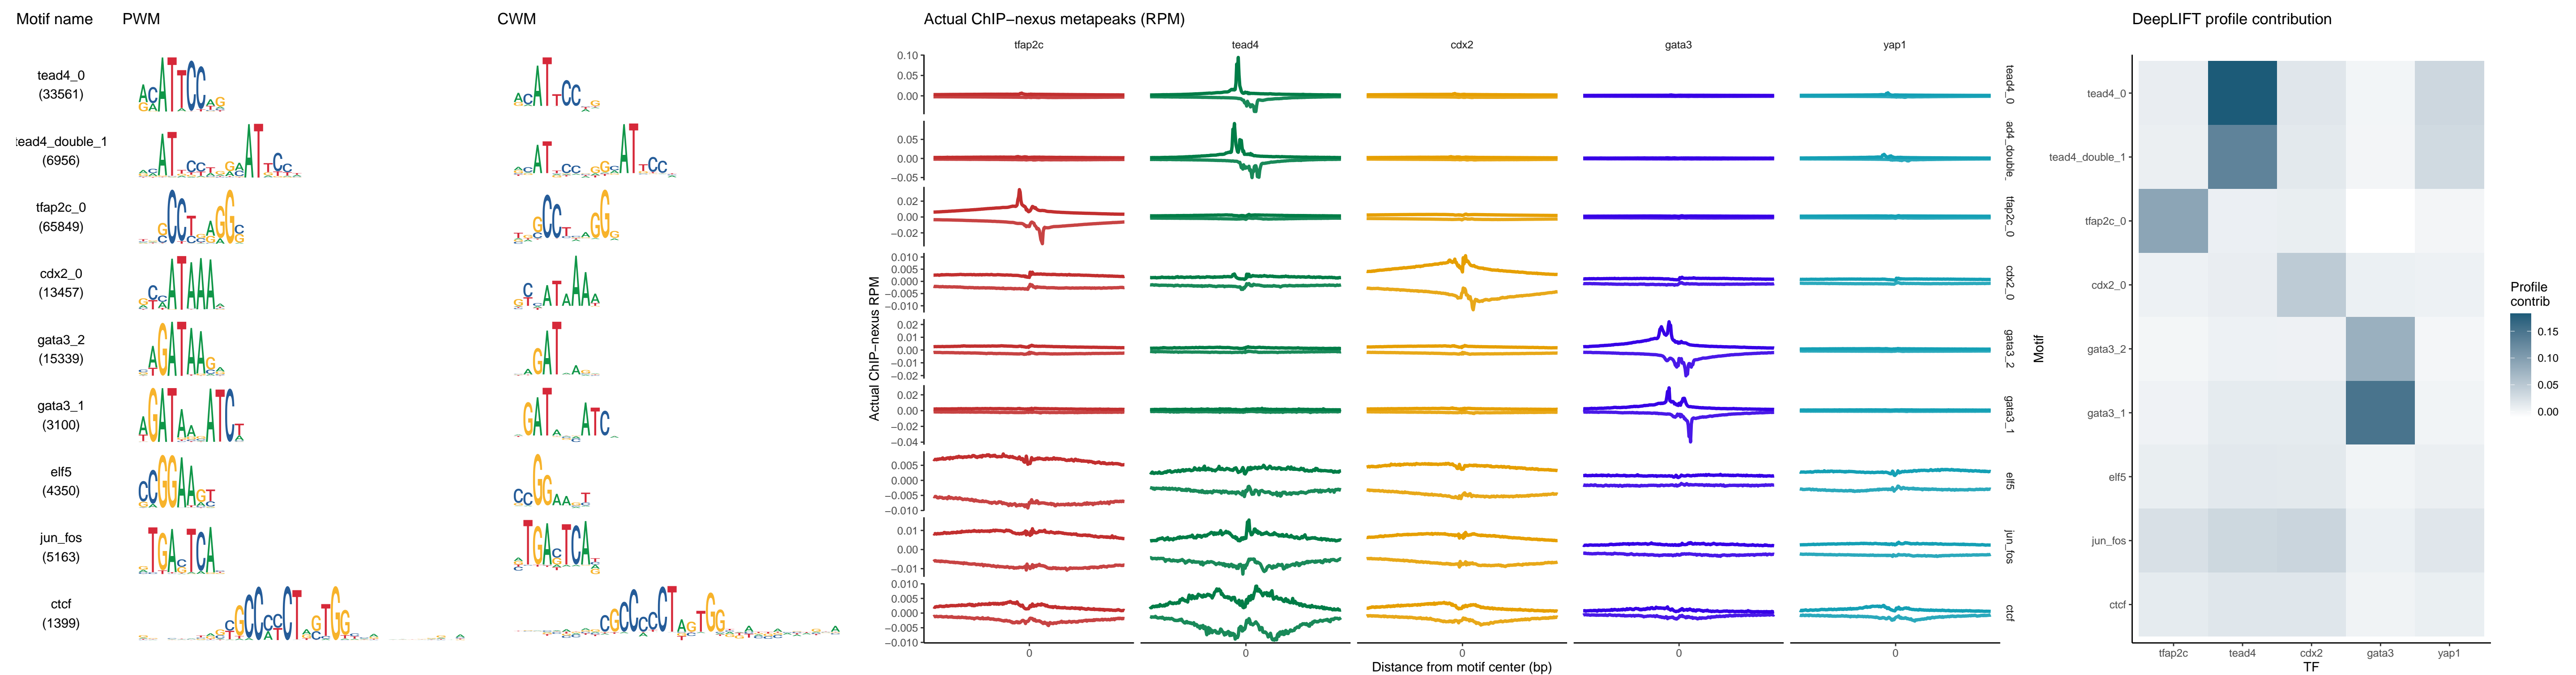 Motif name
PWM
CWM
Actual ChIP−nexus metapeaks (RPM)
DeepLIFT profile contribution
tead4_0
(33561)
tead4_double_1
(6956)
tfap2c_0
(65849)
cdx2_0
(13457)
gata3_2
(15339)
gata3_1
(3100)
elf5
(4350)
jun_fos
(5163)
ctcf
(1399)
tfap2c
tead4
cdx2
gata3
yap1
Actual ChIP−nexus RPM
0.10
0.05
0.00
0.05
0.00
−0.05
0.02
0.00
−0.02
0.010
0.005
0.000
−0.005
−0.010
0.02
0.01
0.00
−0.01
−0.02
0.02
0.00
−0.02
−0.04
0.005
0.000
−0.005
−0.010
0.01
0.00
−0.01
0.010
0.005
0.000
−0.005
−0.010
tead4_0
ad4_double_
tfap2c_0
cdx2_0
gata3_2
gata3_1
elf5
jun_fos
ctcf
0
0
0
0
0
Distance from motif center (bp)
Motif
tead4_0
tead4_double_1
tfap2c_0
cdx2_0
gata3_2
gata3_1
elf5
jun_fos
ctcf
tfap2c
tead4
cdx2
gata3
yap1
TF
Profile
contrib
0.15
0.10
0.05
0.00